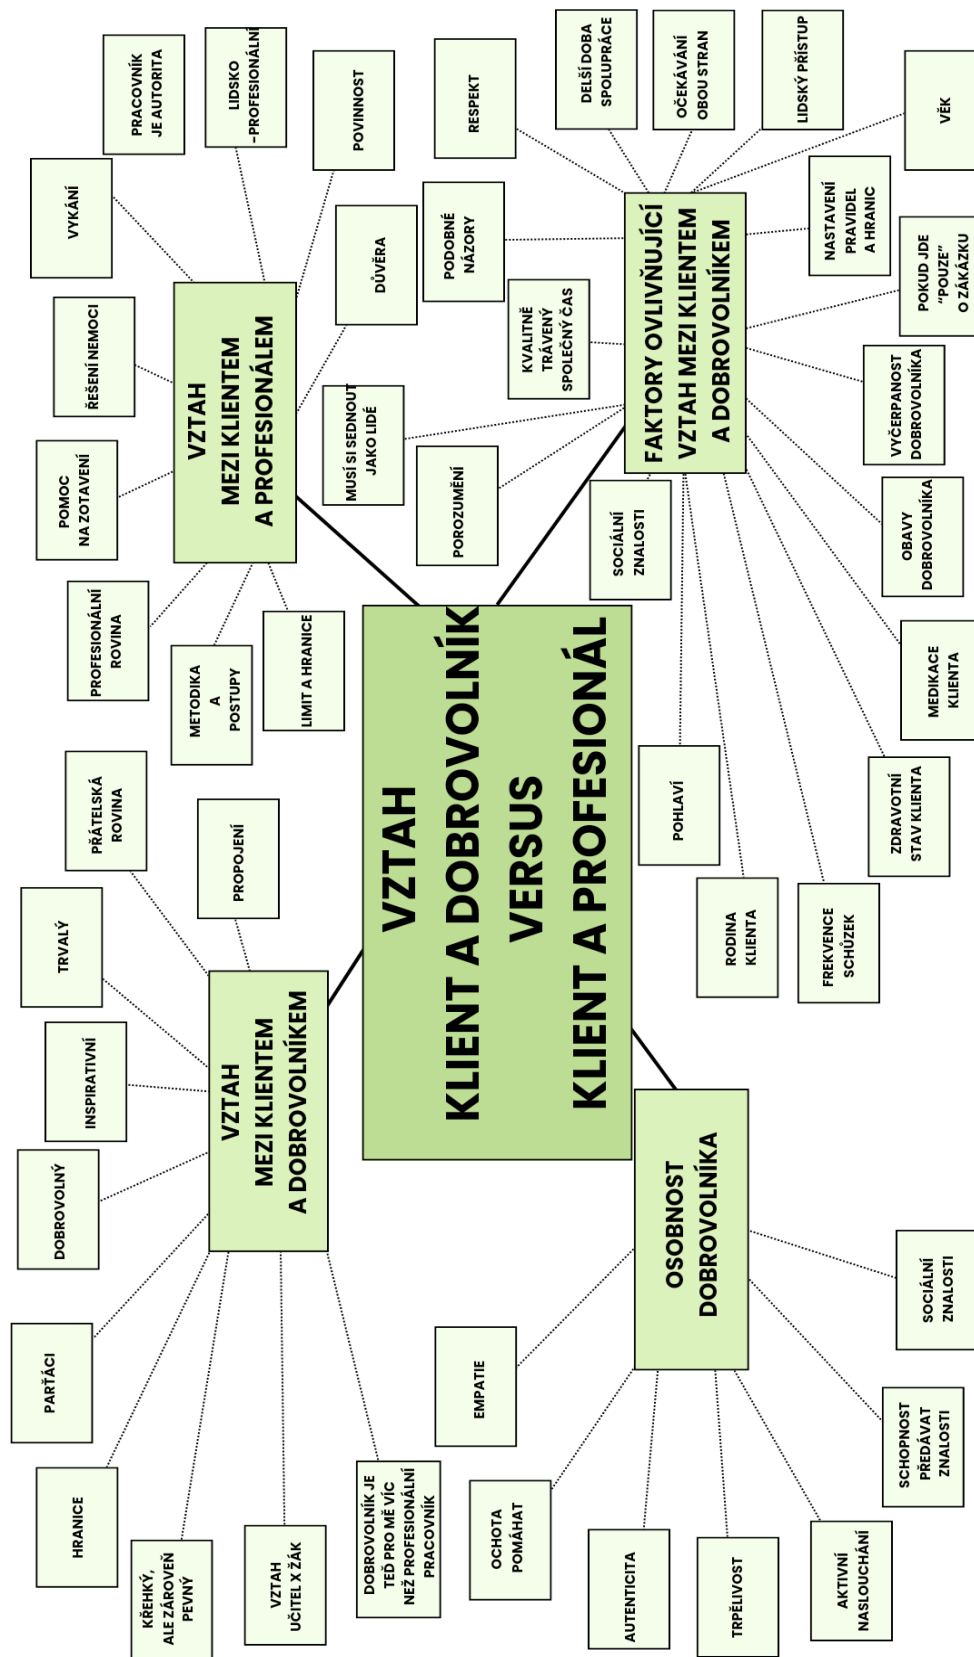 VZTAH
KLIENT A DOBROVOLNÍK
VERSUS
KLIENT A PROFESIONÁL
VZTAH
MEZI KLIENTEM
A DOBROVOLNÍKEM
HRANICE
PARŤÁCI
DOBROVOLNÝ
INSPIRATIVNÍ
TRVALÝ
PŘÁTELSKÁ
ROVINA
PROPOJENÍ
KŘEHKÝ,
ALE ZÁROVEŇ
PEVNÝ
VZTAH
UČITEL X ŽÁK
DOBROVOLNÍK JE
TEĎ PRO MĚ VÍC
NEŽ PROFESIONÁLNÍ
PRACOVNÍK
VZTAH
MEZI KLIENTEM
A PROFESIONÁLEM
PROFESIONÁLNÍ
ROVINA
POMOC
NA ZOTAVENÍ
ŘEŠENÍ NEMOCI
VYKÁNÍ
PRACOVNÍK
JE AUTORITA
LIDSKO
-PROFESIONÁLNÍ
POVINNOST
DŮVĚRA
METODIKA
A
POSTUPY
LIMIT A HRANICE
OSOBNOST
DOBROVOLNÍKA
EMPATIE
OCHOTA
POMÁHAT
AUTENTICITA
TRPĚLIVOST
AKTIVNÍ
NASLOUCHÁNÍ
SCHOPNOST
PŘEDÁVAT
ZNALOSTI
SOCIÁLNÍ
ZNALOSTI
FAKTORY OVLIVŇUJÍCÍ
VZTAH MEZI KLIENTEM
A DOBROVOLNÍKEM
MUSÍ SI SEDNOUT
JAKO LIDÉ
POROZUMĚNÍ
SOCIÁLNÍ
ZNALOSTI
KVALITNĚ
TRÁVENÝ
SPOLEČNÝ ČAS
PODOBNÉ
NÁZORY
RESPEKT
DELŠÍ DOBA
SPOLUPRÁCE
OČEKÁVÁNÍ
OBOU STRAN
LIDSKÝ PŘÍSTUP
VĚK
NASTAVENÍ
PRAVIDEL
A HRANIC
POKUD JDE
"POUZE"
O ZÁKÁZKU
VYČERPANOST
DOBROVOLNÍKA
OBAVY
DOBROVOLNÍKA
MEDIKACE
KLIENTA
ZDRAVOTNÍ
STAV KLIENTA
FREKVENCE
SCHŮZEK
RODINA
KLIENTA
POHLAVÍ